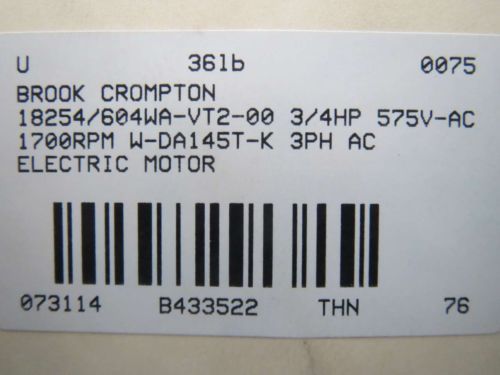 U 36lb 0075
BROOK CROMPTON
18254/604WA-VT2-00 3/4HP 575V-AC
1700RPM W-DA145T-K 3PH AC
ELECTRIC MOTOR
073114 B433522 THN 76